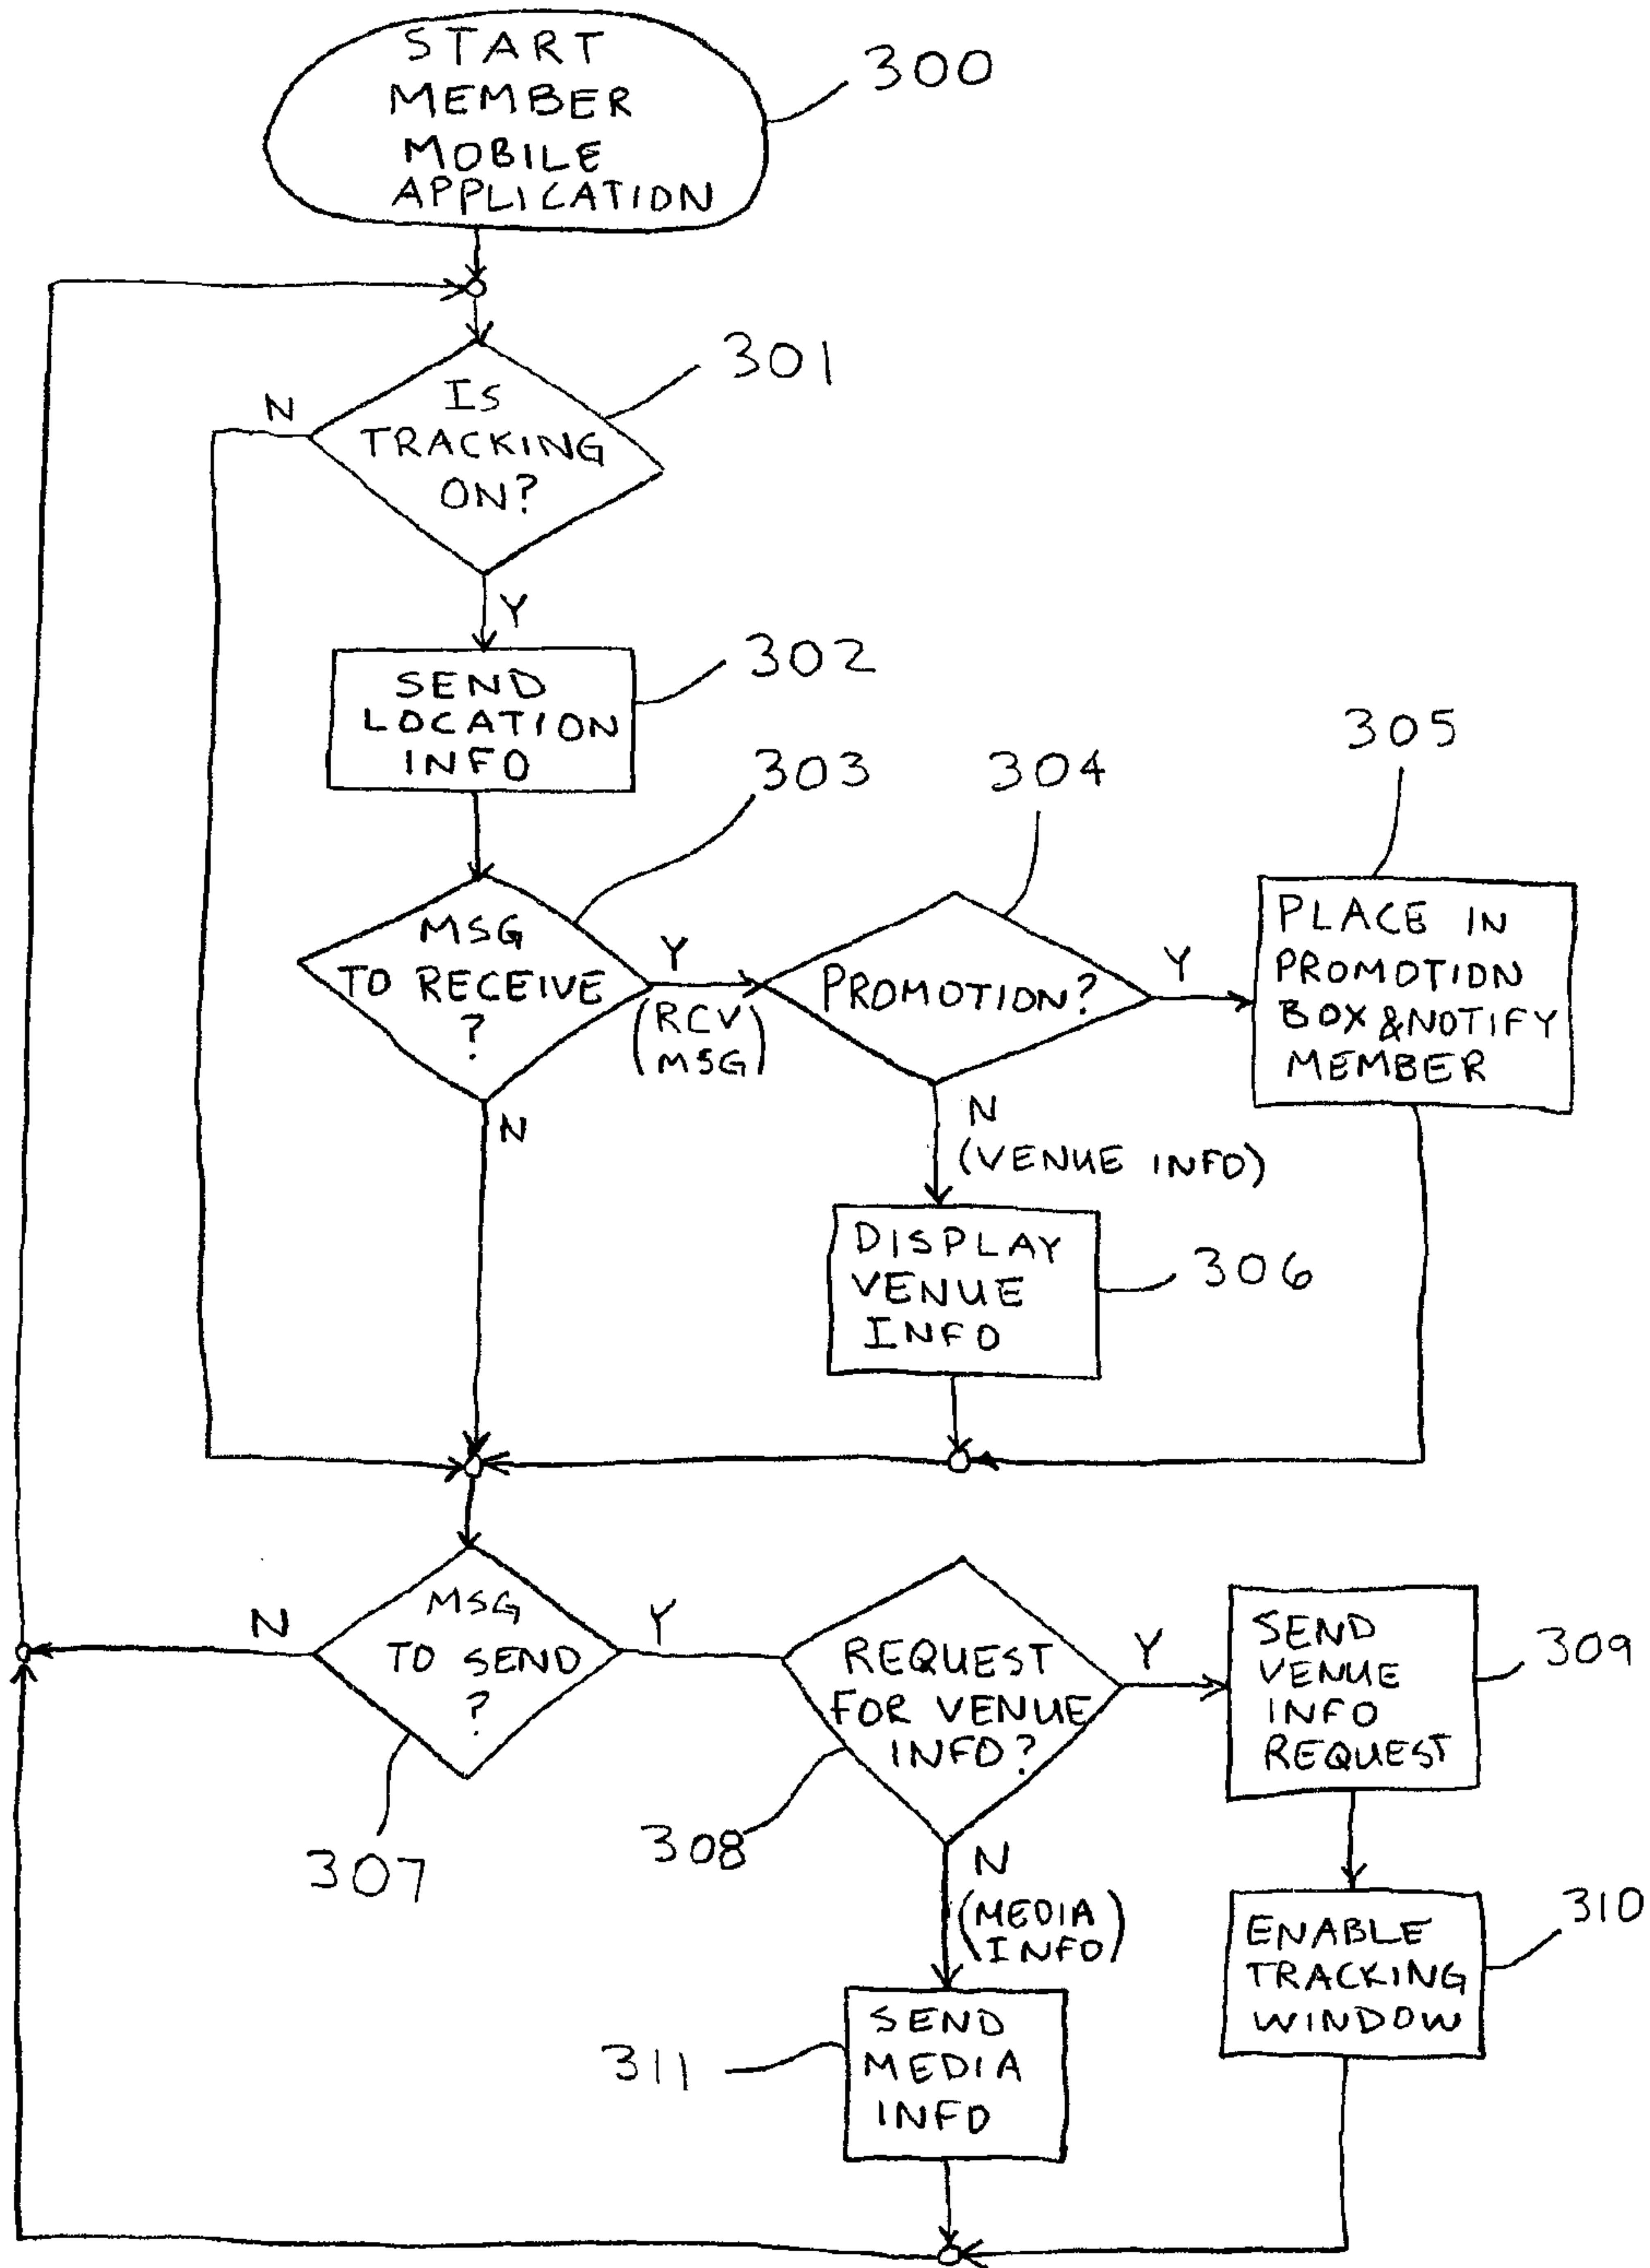 START
MEMBER
MOBILE
APPLICATION
300
IS
TRACKING
ON?
301
N
Y
SEND
LOCATION
INFO
302
MSG
TO RECEIVE
?
303
Y
(RCV
MSG)
N
PROMOTION?
304
Y
N
(VENUE INFO)
PLACE IN
PROMOTION
BOX & NOTIFY
MEMBER
305
DISPLAY
VENUE
INFO
306
MSG
TO SEND
?
307
N
Y
REQUEST
FOR VENUE
INFO?
308
Y
N
(MEDIA
INFO)
SEND
VENUE
INFO
REQUEST
309
ENABLE
TRACKING
WINDOW
310
SEND
MEDIA
INFO
311